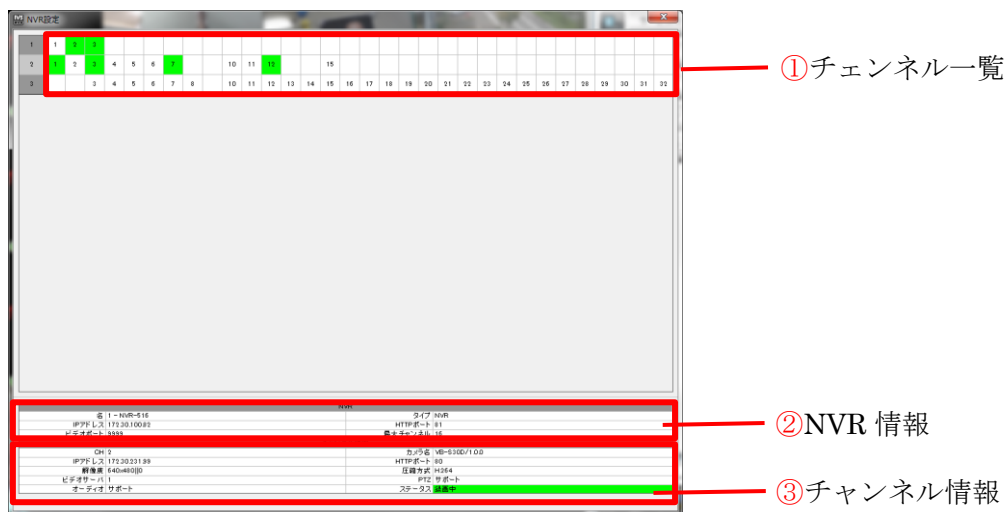 NVR設定
1 1 2 3
2 1 2 3 4 5 6 7 10 11 12 15
3 3 4 5 6 7 8 10 11 12 13 14 15 16 17 18 19 20 21 22 23 24 25 26 27 28 29 30 31 32
①チェンネル一覧
NVR
名 1 - NVR-516 タイプ NVR
IPアドレス 172.30.100.82 HTTPポート 81
ビデオポート 9999 最大チャンネル 16
②NVR 情報
CH 2 カメラ名 VB-S30D/1.0.0
IPアドレス 172.30.231.99 HTTPポート 80
解像度 640x480||0 圧縮方式 H264
ビデオサーバ 1 PTZ サポート
オーディオ サポート ステータス 録画中
③チャンネル情報